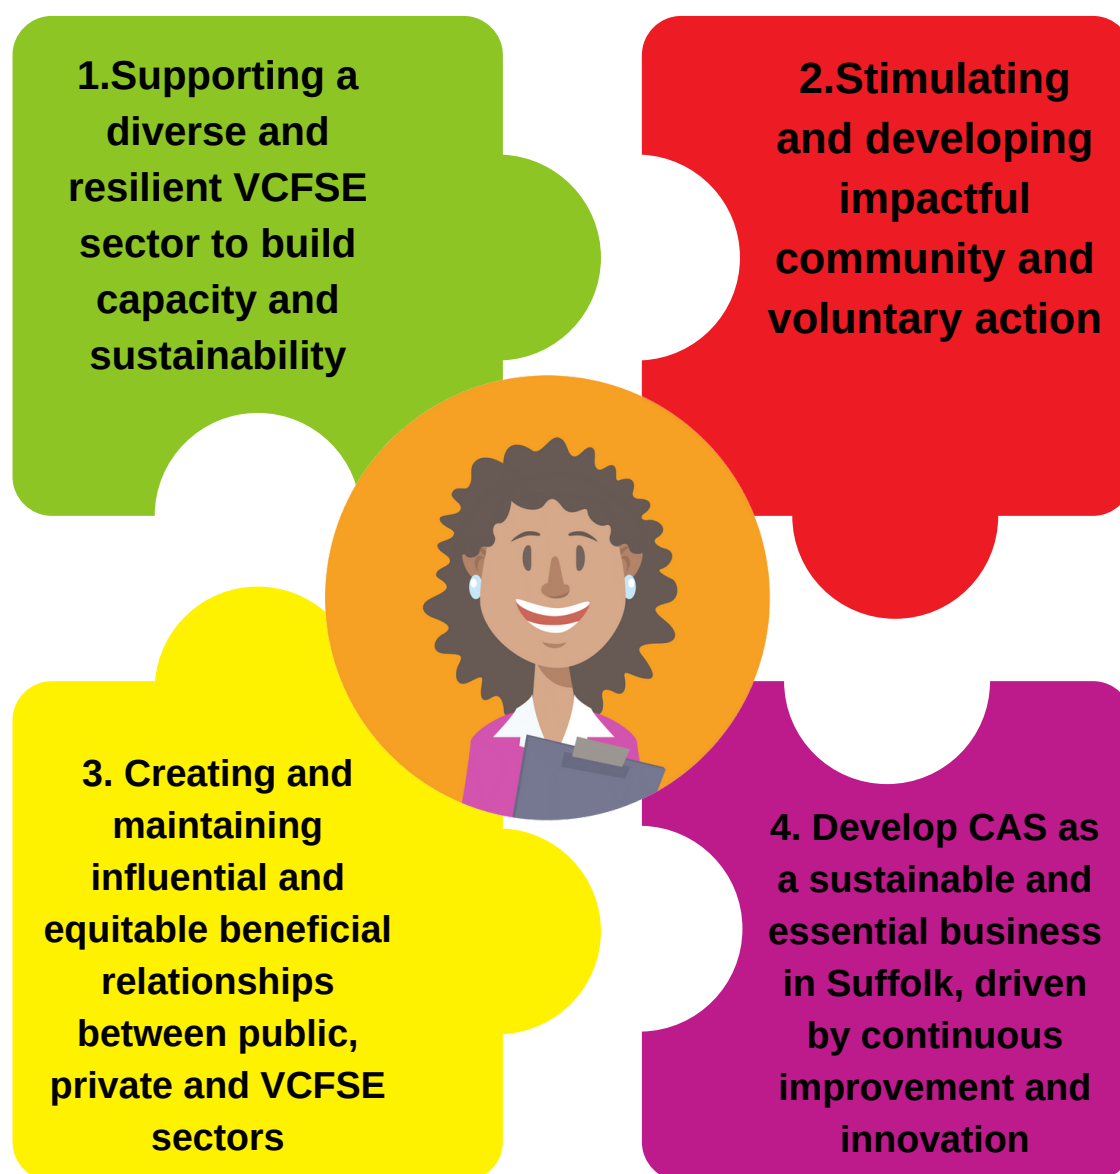 1.Supporting a
diverse and
resilient VCFSE
sector to build
capacity and
sustainability
2.Stimulating
and developing
impactful
community and
voluntary action
3. Creating and
maintaining
influential and
equitable beneficial
relationships
between public,
private and VCFSE
sectors
4. Develop CAS as
a sustainable and
essential business
in Suffolk, driven
by continuous
improvement and
innovation